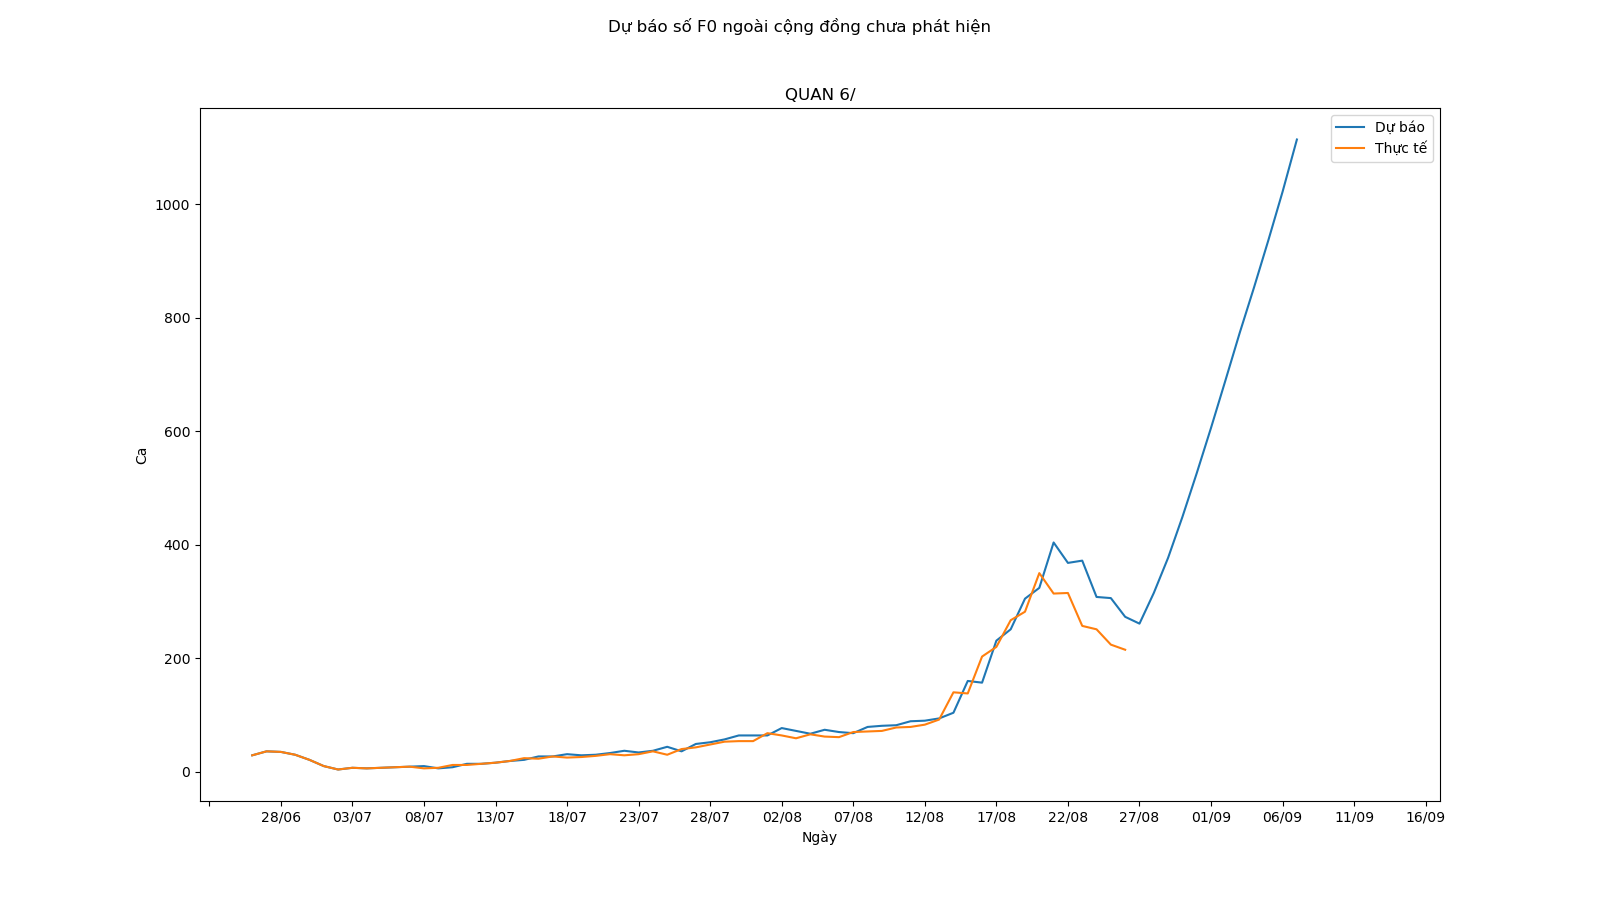 Dự báo số F0 ngoài cộng đồng chưa phát hiện
QUAN 6/
Dự báo
Thực tế
1000
800
600
400
200
0
Ca
28/06 03/07 08/07 13/07 18/07 23/07 28/07 02/08 07/08 12/08 17/08 22/08 27/08 01/09 06/09 11/09 16/09
Ngày